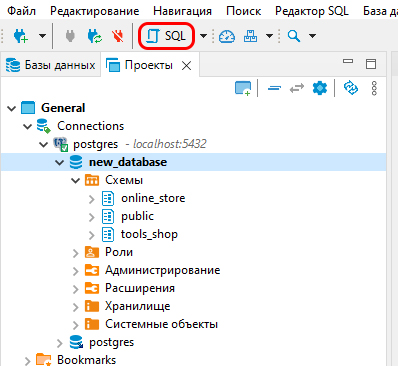 Файл Редактирование Навигация Поиск Редактор SQL База д
SQL
Базы данных Проекты
General
Connections
postgres - localhost:5432
new_database
Схемы
online_store
public
tools_shop
Роли
Администрирование
Расширения
Хранилище
Системные объекты
postgres
Bookmarks